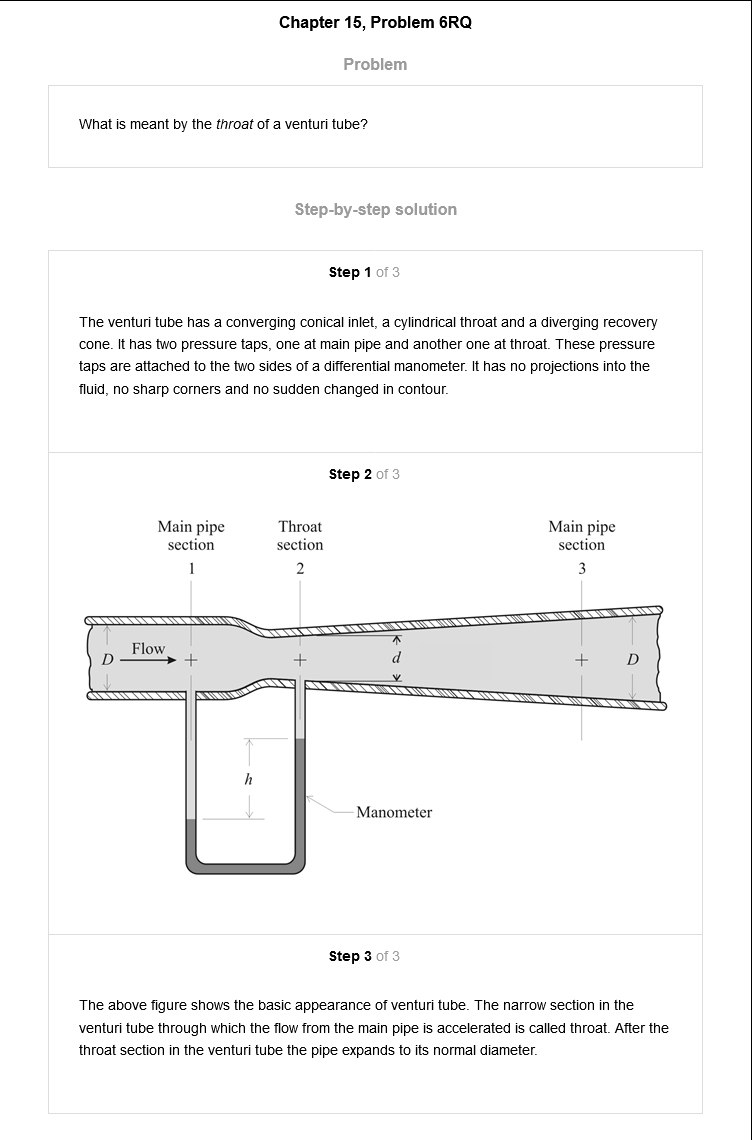 Chapter 15, Problem 6RQ
Problem
What is meant by the throat of a venturi tube?
Step-by-step solution
Step 1 of 3
The venturi tube has a converging conical inlet, a cylindrical throat and a diverging recovery
cone. It has two pressure taps, one at main pipe and another one at throat. These pressure
taps are attached to the two sides of a differential manometer. It has no projections into the
fluid, no sharp corners and no sudden changed in contour.
Step 2 of 3
Main pipe
section
1
Throat
section
2
Main pipe
section
3
D
Flow
d
D
h
Manometer
Step 3 of 3
The above figure shows the basic appearance of venturi tube. The narrow section in the
venturi tube through which the flow from the main pipe is accelerated is called throat. After the
throat section in the venturi tube the pipe expands to its normal diameter.